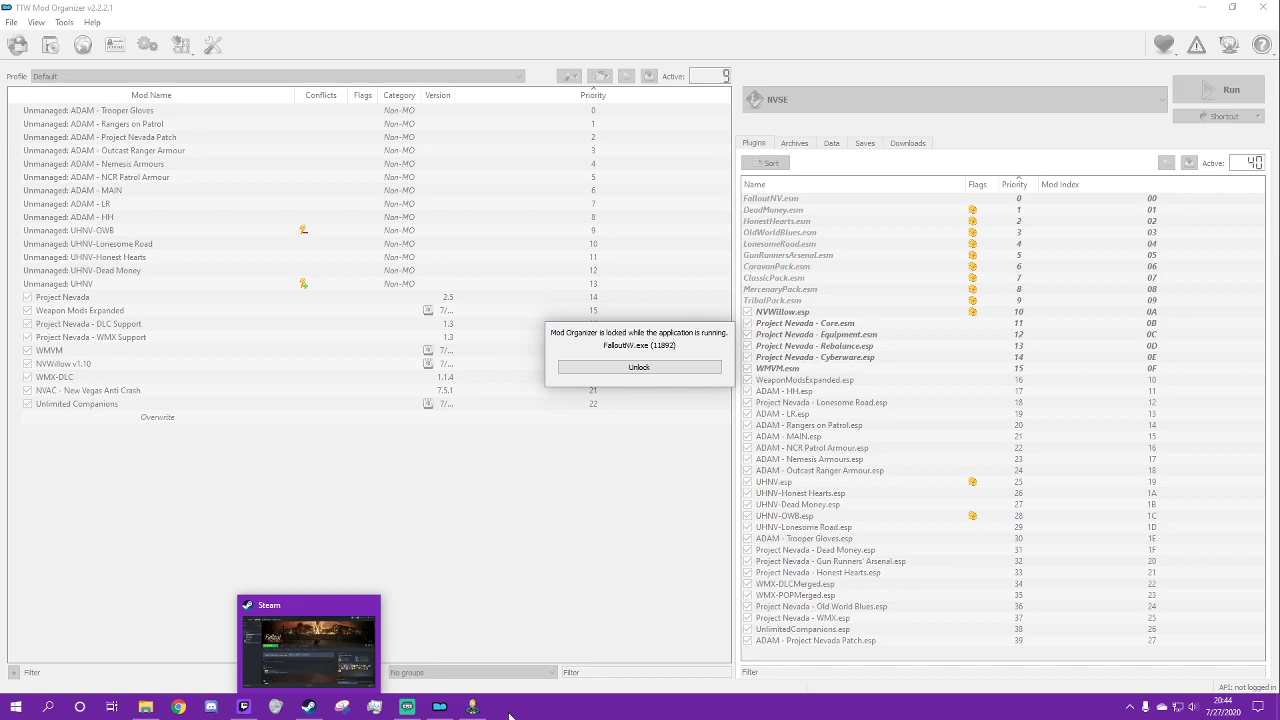 TTW Mod Organizer v2.2.2.1
File View Tools Help
Profile Default Active: 9
Mod Name Conflicts Flags Category Version Priority
Unmanaged: ADAM - Trooper Gloves Non-MO 0
Unmanaged: ADAM - Rangers on Patrol Non-MO 1
Unmanaged: ADAM - Project Nevada Patch Non-MO 2
Unmanaged: ADAM - Outcast Ranger Armour Non-MO 3
Unmanaged: ADAM - Nemesis Armours Non-MO 4
Unmanaged: ADAM - NCR Patrol Armour Non-MO 5
Unmanaged: ADAM - MAIN Non-MO 6
Unmanaged: ADAM - LR Non-MO 7
Unmanaged: ADAM - HH Non-MO 8
Unmanaged: UHNV-OWB Non-MO 9
Unmanaged: UHNV-Lonesome Road Non-MO 10
Unmanaged: UHNV-Honest Hearts Non-MO 11
Unmanaged: UHNV-Dead Money Non-MO 12
Unmanaged: UHNV Non-MO 13
Project Nevada 2.5 14
Weapon Mods Expanded 7/... 15
Project Nevada - DLC Support 1.3
Project Nevada - WMX Support 1.3
WMVM 7/...
NVWillow v1.10 7/...
WMX-DLC 1.1.4
NVAC - New Vegas Anti Crash 7.5.1 21
Unlimited Companions 7/... 22
Overwrite
Mod Organizer is locked while the application is running.
FalloutNV.exe (11892)
Unlock
NVSE
Run
Shortcut
Plugins Archives Data Saves Downloads
Sort Active: 40
Name Flags Priority Mod Index
FalloutNV.esm 0 00
DeadMoney.esm 1 01
HonestHearts.esm 2 02
OldWorldBlues.esm 3 03
LonesomeRoad.esm 4 04
GunRunnersArsenal.esm 5 05
CaravanPack.esm 6 06
ClassicPack.esm 7 07
MercenaryPack.esm 8 08
TribalPack.esm 9 09
NVWillow.esp 10 0A
Project Nevada - Core.esm 11 0B
Project Nevada - Equipment.esm 12 0C
Project Nevada - Rebalance.esp 13 0D
Project Nevada - Cyberware.esp 14 0E
WMVM.esm 15 0F
WeaponModsExpanded.esp 16 10
ADAM - HH.esp 17 11
Project Nevada - Lonesome Road.esp 18 12
ADAM - LR.esp 19 13
ADAM - Rangers on Patrol.esp 20 14
ADAM - MAIN.esp 21 15
ADAM - NCR Patrol Armour.esp 22 16
ADAM - Nemesis Armours.esp 23 17
ADAM - Outcast Ranger Armour.esp 24 18
UHNV.esp 25 19
UHNV-Honest Hearts.esp 26 1A
UHNV-Dead Money.esp 27 1B
UHNV-OWB.esp 28 1C
UHNV-Lonesome Road.esp 29 1D
ADAM - Trooper Gloves.esp 30 1E
Project Nevada - Dead Money.esp 31 1F
Project Nevada - Gun Runners' Arsenal.esp 32 20
Project Nevada - Honest Hearts.esp 33 21
WMX-DLCMerged.esp 34 22
WMX-POPMerged.esp 35 23
Project Nevada - Old World Blues.esp 36 24
Project Nevada - WMX.esp 37 25
UnlimitedCompanions.esp 38 26
ADAM - Project Nevada Patch.esp 39 27
Steam
No groups Filter Filter
API: not logged in
20:44
7/27/2020